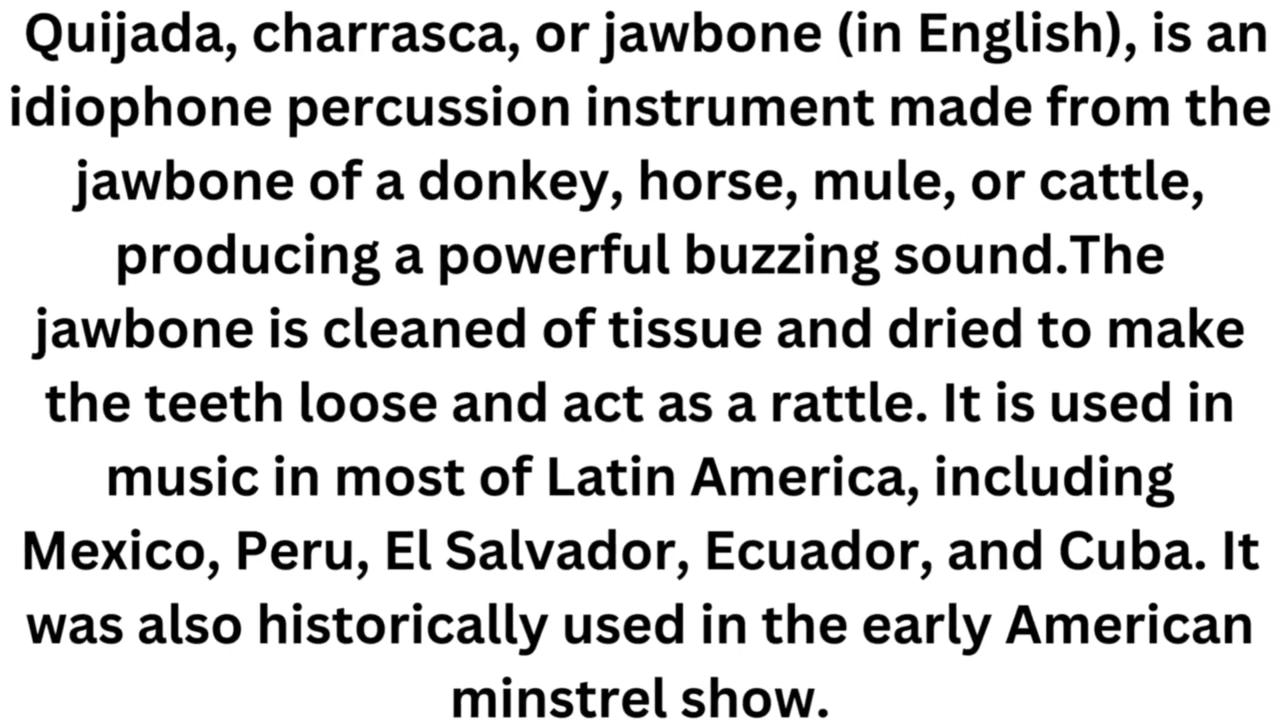 Quijada, charrasca, or jawbone (in English), is an
idiophone percussion instrument made from the
jawbone of a donkey, horse, mule, or cattle,
producing a powerful buzzing sound.The
jawbone is cleaned of tissue and dried to make
the teeth loose and act as a rattle. It is used in
music in most of Latin America, including
Mexico, Peru, El Salvador, Ecuador, and Cuba. It
was also historically used in the early American
minstrel show.